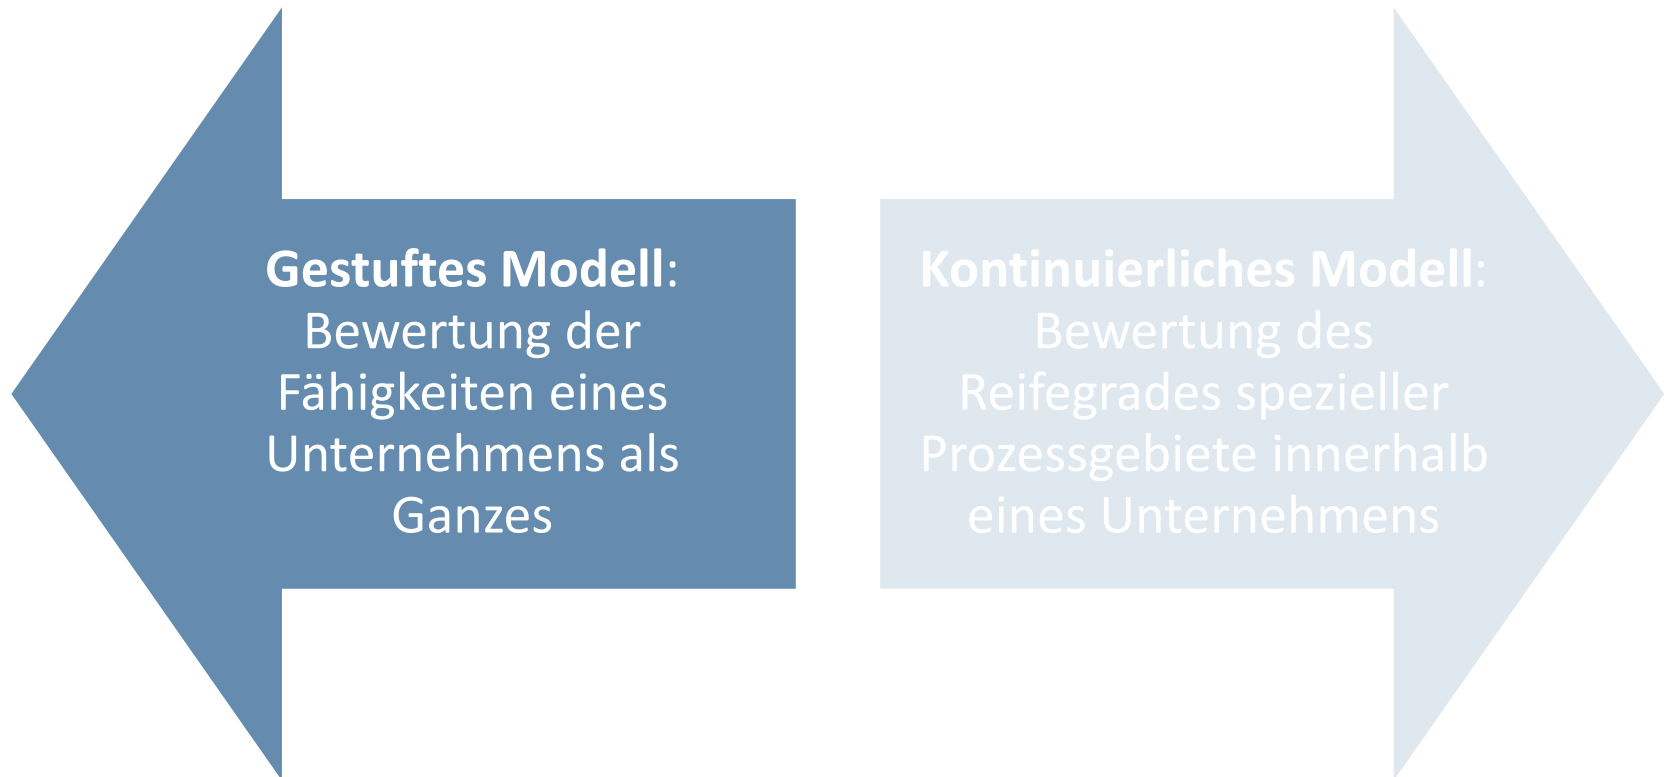 Gestuftes Modell:
Bewertung der
Fähigkeiten eines
Unternehmens als
Ganzes
Kontinuierliches Modell:
Bewertung des
Reifegrades spezieller
Prozessgebiete innerhalb
eines Unternehmens